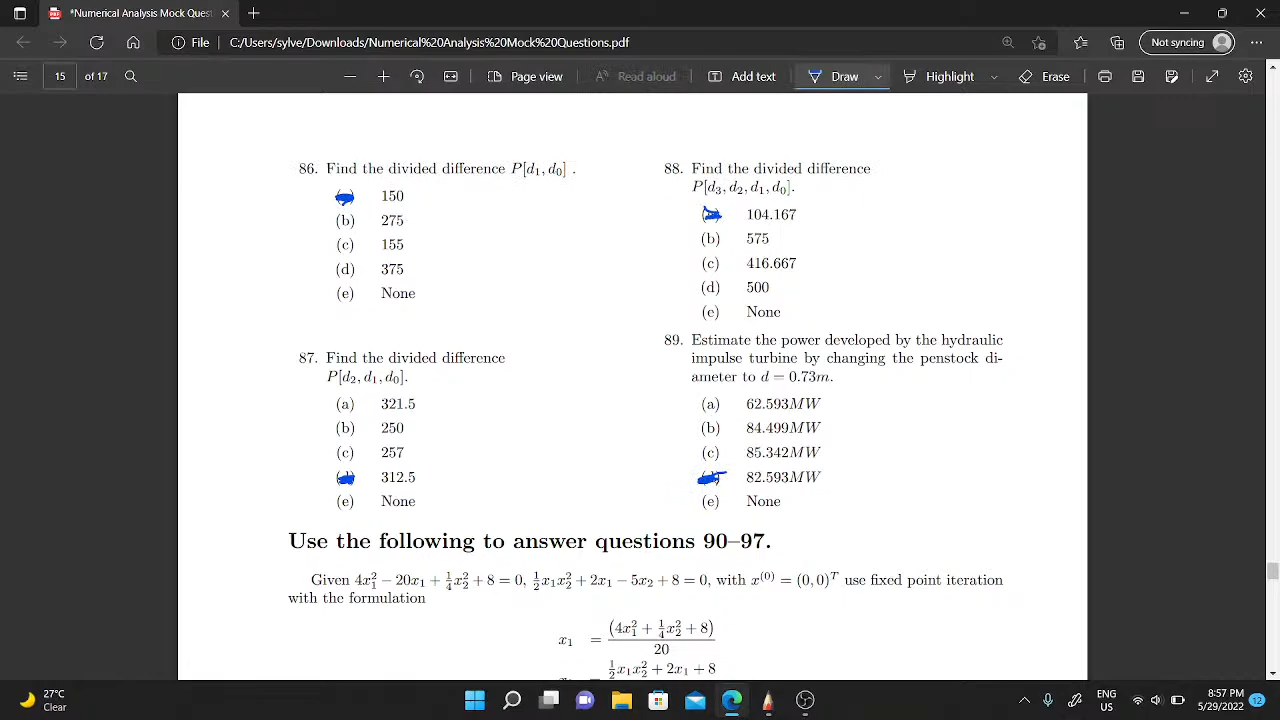 *Numerical Analysis Mock Quest
File
C:/Users/sylve/Downloads/Numerical%20Analysis%20Mock%20Questions.pdf
Not syncing
15 of 17
Page view
Read aloud
Add text
Draw
Highlight
Erase
86. Find the divided difference P[d₁, d₀] .
150
(b) 275
(c) 155
(d) 375
(e) None
87. Find the divided difference
P[d₂, d₁, d₀].
(a) 321.5
(b) 250
(c) 257
312.5
(e) None
88. Find the divided difference
P[d₃, d₂, d₁, d₀].
104.167
(b) 575
(c) 416.667
(d) 500
(e) None
89. Estimate the power developed by the hydraulic
impulse turbine by changing the penstock di-
ameter to d = 0.73m.
(a) 62.593MW
(b) 84.499MW
(c) 85.342MW
82.593MW
(e) None
Use the following to answer questions 90–97.
Given 4x₁² − 20x₁ + ¼x₂² + 8 = 0, ½x₁x₂² + 2x₁ − 5x₂ + 8 = 0, with x⁽⁰⁾ = (0, 0)ᵀ use fixed point iteration
with the formulation
x₁ = (4x₁² + ¼x₂² + 8)
20
½x₁x₂² + 2x₁ + 8
27°C
Clear
ENG
US
8:57 PM
5/29/2022
12